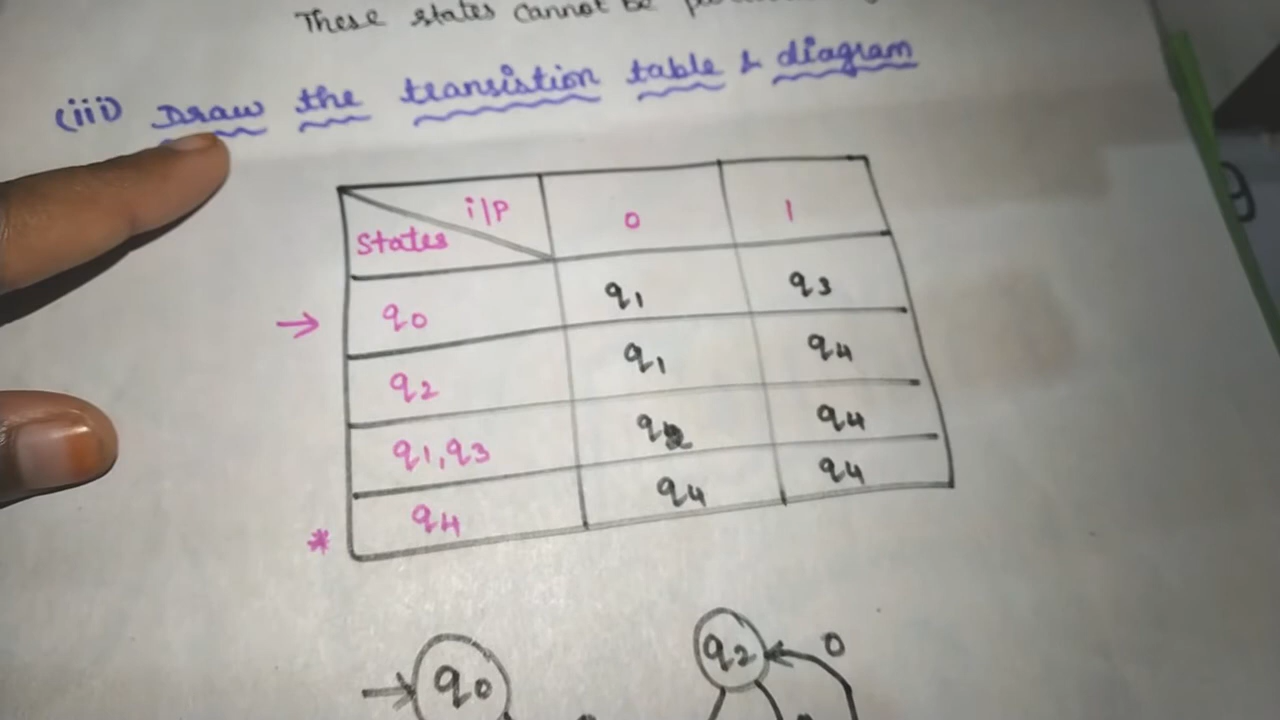 These states cannot be
(iii) Draw the transistion table & diagram
i/p
States 0 1
→ q0 q1 q3
q2 q1 q4
q1,q3 q2 q4
* q4 q4 q4
q0 q2 0